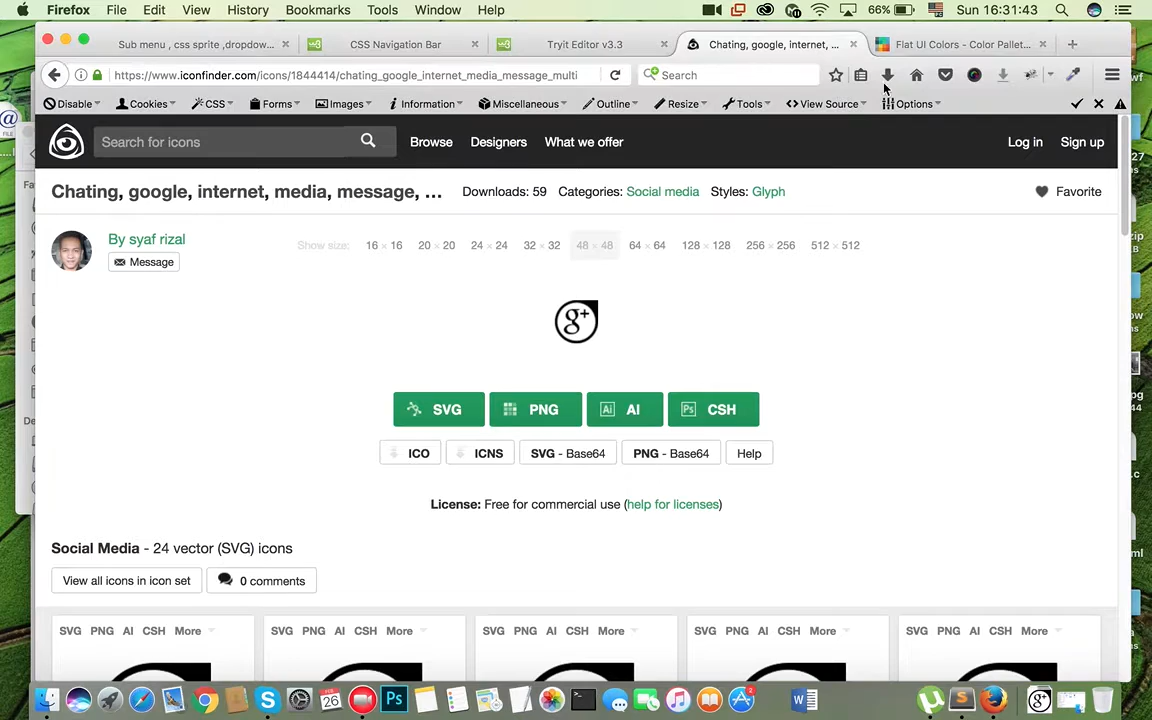 Firefox File Edit View History Bookmarks Tools Window Help 66% Sun 16:31:43
Sub menu , css sprite ,dropdow... CSS Navigation Bar Tryit Editor v3.3 Chating, google, internet, ... Flat UI Colors - Color Pallet...
https://www.iconfinder.com/icons/1844414/chating_google_internet_media_message_multi Search
Disable Cookies CSS Forms Images Information Miscellaneous Outline Resize Tools View Source Options
Search for icons Browse Designers What we offer Log in Sign up
Chating, google, internet, media, message, ... Downloads: 59 Categories: Social media Styles: Glyph Favorite
By syaf rizal
Message
Show size: 16 × 16 20 × 20 24 × 24 32 × 32 48 × 48 64 × 64 128 × 128 256 × 256 512 × 512
g+
SVG PNG Ai AI Ps CSH
ICO ICNS SVG - Base64 PNG - Base64 Help
License: Free for commercial use (help for licenses)
Social Media - 24 vector (SVG) icons
View all icons in icon set 0 comments
SVG PNG AI CSH More SVG PNG AI CSH More SVG PNG AI CSH More SVG PNG AI CSH More SVG PNG AI CSH More